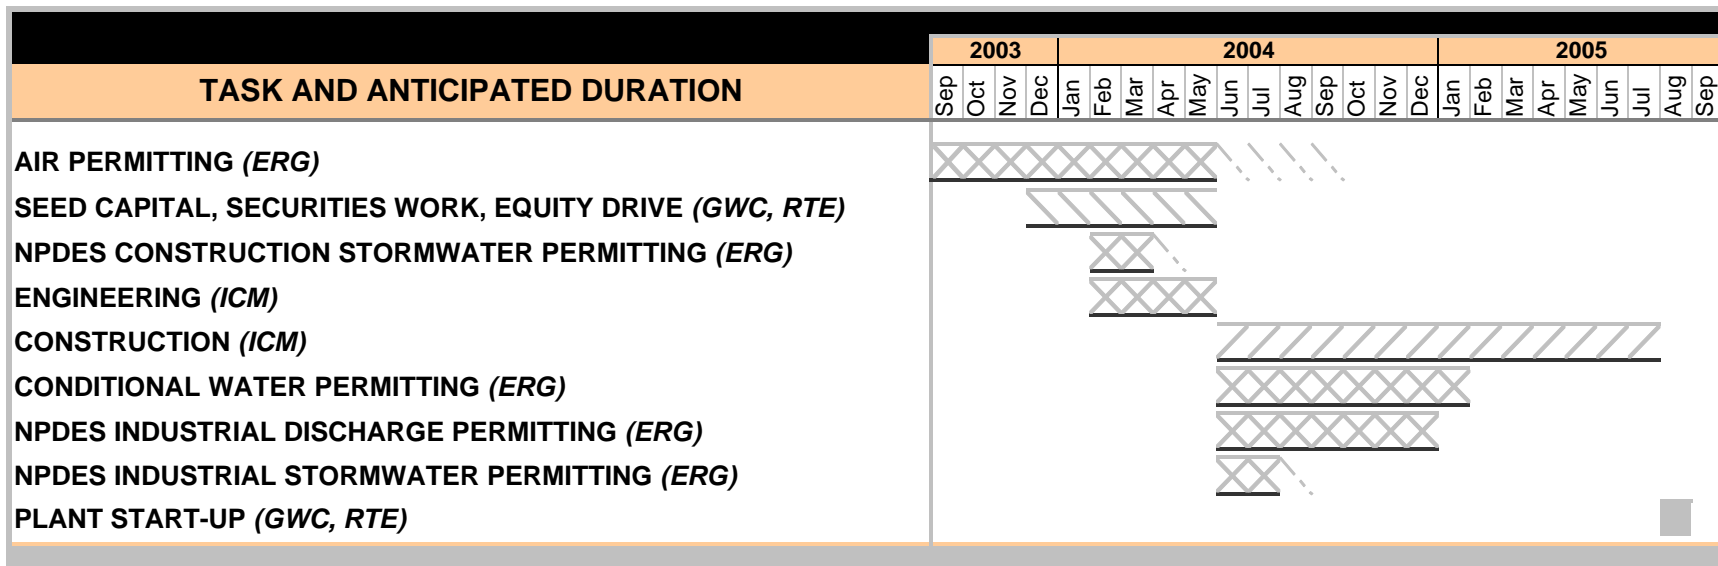 2003 2004 2005
TASK AND ANTICIPATED DURATION
Sep Oct Nov Dec Jan Feb Mar Apr May Jun Jul Aug Sep Oct Nov Dec Jan Feb Mar Apr May Jun Jul Aug Sep
AIR PERMITTING (ERG)
SEED CAPITAL, SECURITIES WORK, EQUITY DRIVE (GWC, RTE)
NPDES CONSTRUCTION STORMWATER PERMITTING (ERG)
ENGINEERING (ICM)
CONSTRUCTION (ICM)
CONDITIONAL WATER PERMITTING (ERG)
NPDES INDUSTRIAL DISCHARGE PERMITTING (ERG)
NPDES INDUSTRIAL STORMWATER PERMITTING (ERG)
PLANT START-UP (GWC, RTE)